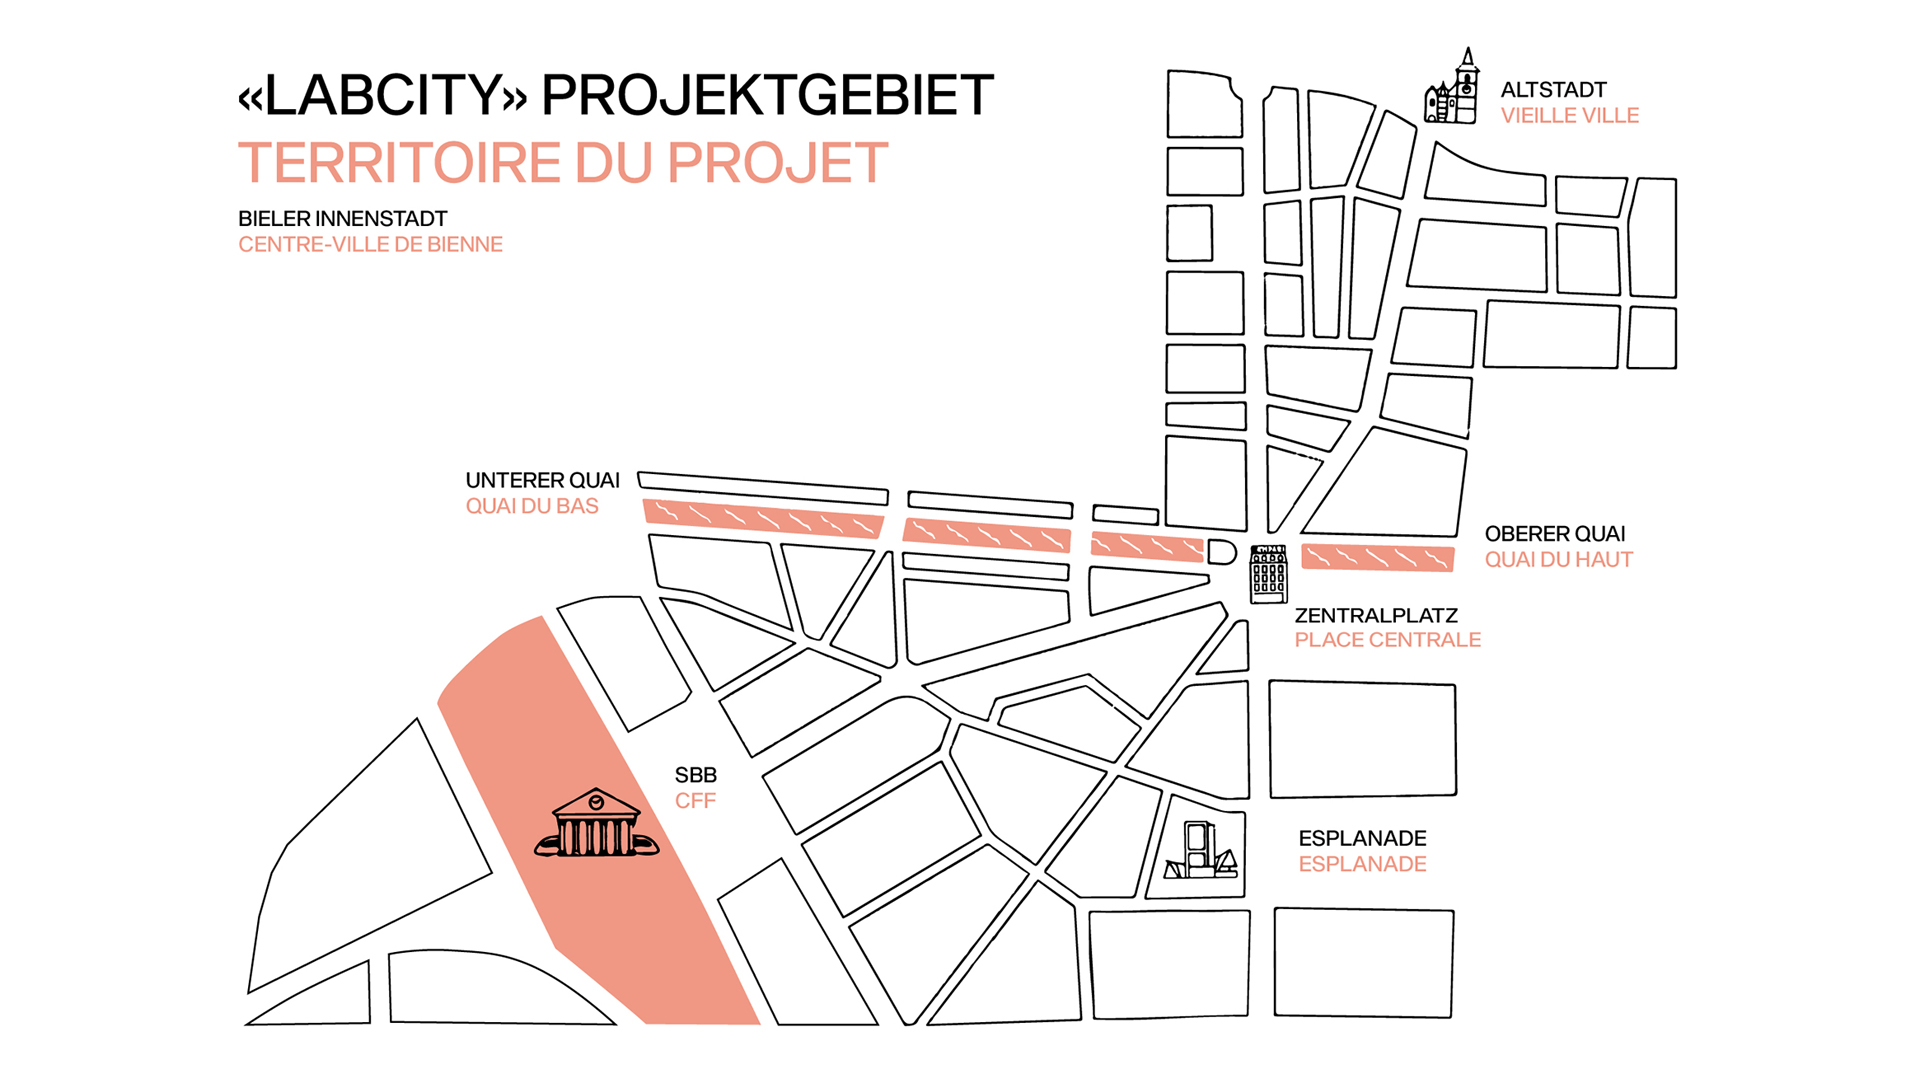 «LABCITY» PROJEKTGEBIET
TERRITOIRE DU PROJET
BIELER INNENSTADT
CENTRE-VILLE DE BIENNE
ALTSTADT
VIEILLE VILLE
UNTERER QUAI
QUAI DU BAS
OBERER QUAI
QUAI DU HAUT
ZENTRALPLATZ
PLACE CENTRALE
SBB
CFF
ESPLANADE
ESPLANADE